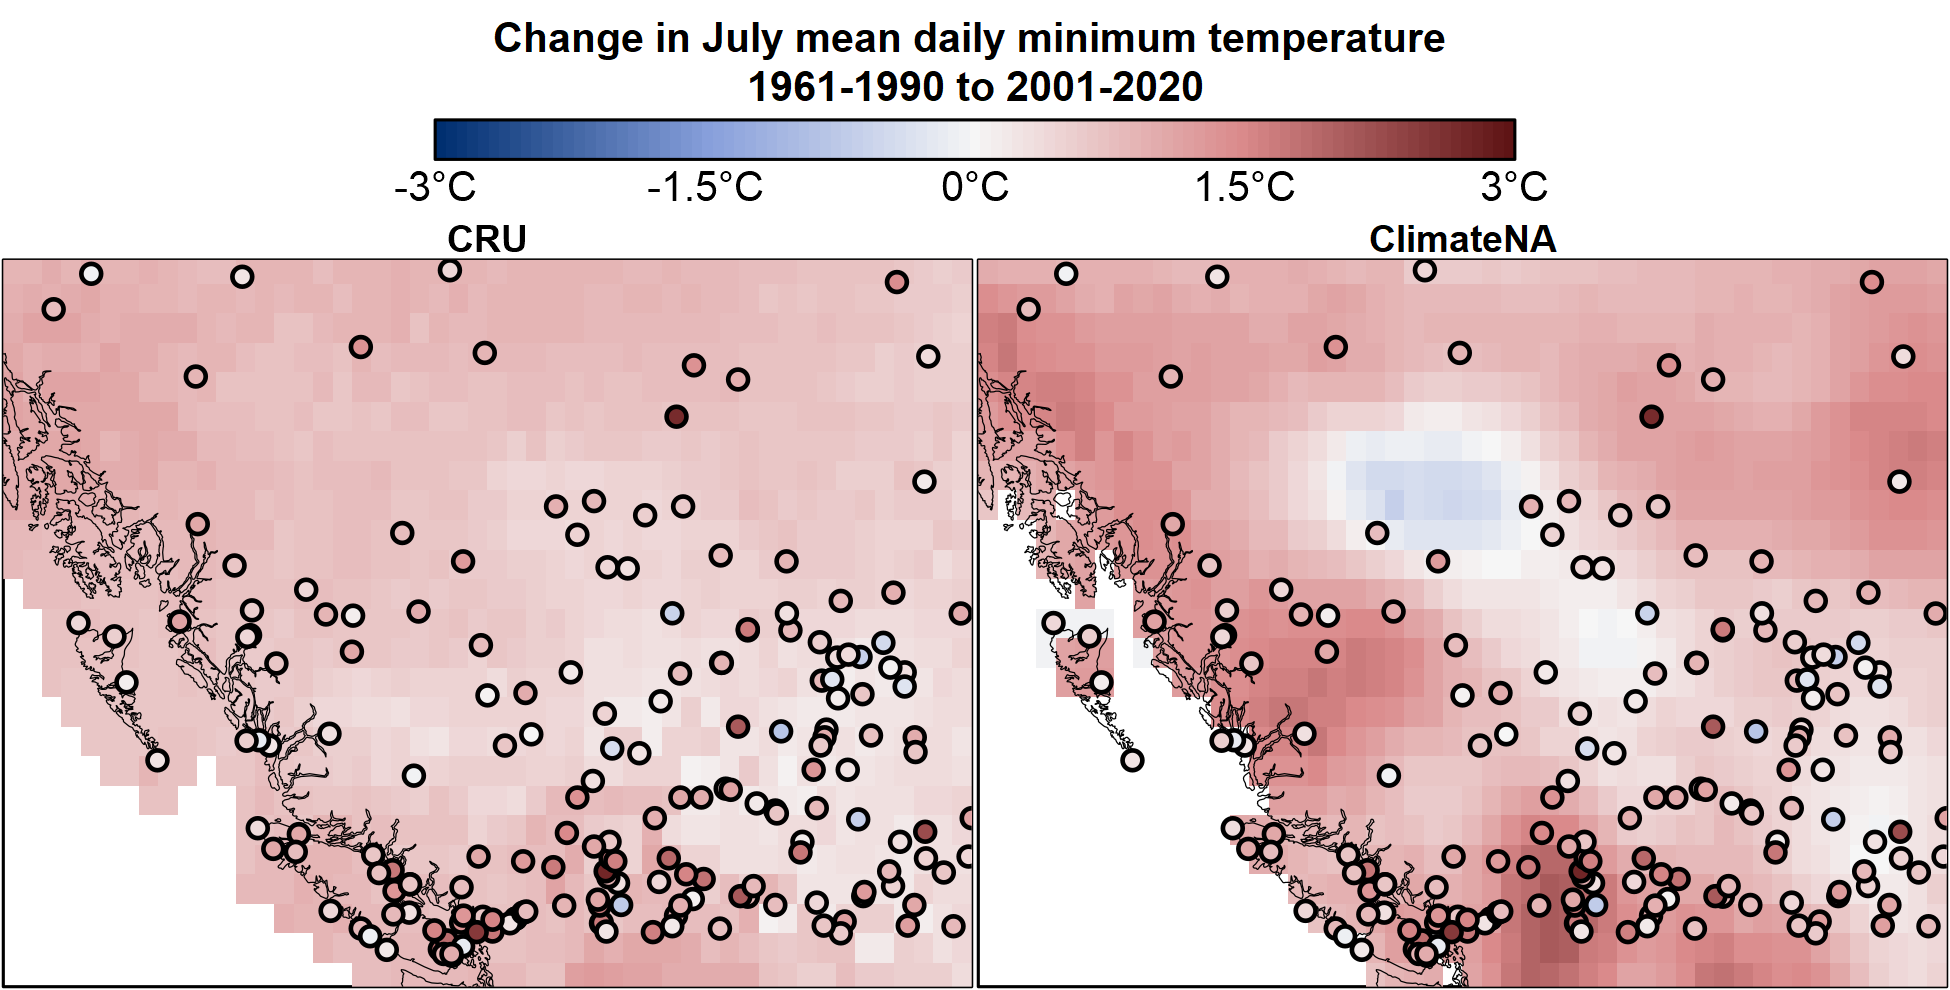 Change in July mean daily minimum temperature
1961-1990 to 2001-2020
-3°C -1.5°C 0°C 1.5°C 3°C
CRU ClimateNA